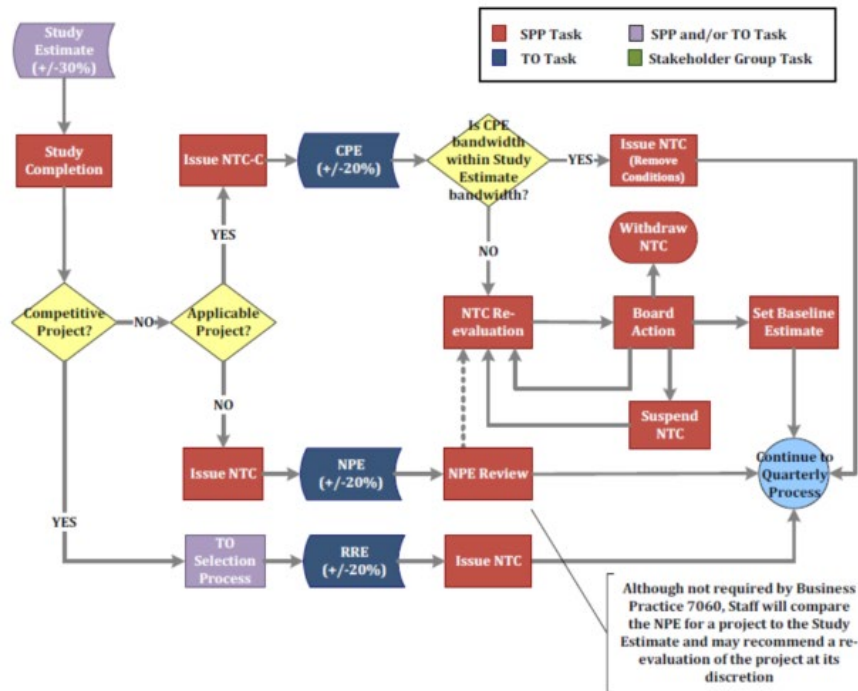 Study
Estimate
(+/-30%)
SPP Task
SPP and/or TO Task
TO Task
Stakeholder Group Task
Study
Completion
Issue NTC-C
CPE
(+/-20%)
Is CPE
bandwidth
within Study
Estimate
bandwidth?
YES
Issue NTC
(Remove
Conditions)
YES
NO
Withdraw
NTC
Competitive
Project?
NO
Applicable
Project?
NTC Re-
evaluation
Board
Action
Set Baseline
Estimate
NO
Suspend
NTC
Issue NTC
NPE
(+/-20%)
NPE Review
Continue to
Quarterly
Process
YES
TO
Selection
Process
RRE
(+/-20%)
Issue NTC
Although not required by Business
Practice 7060, Staff will compare
the NPE for a project to the Study
Estimate and may recommend a re-
evaluation of the project at its
discretion